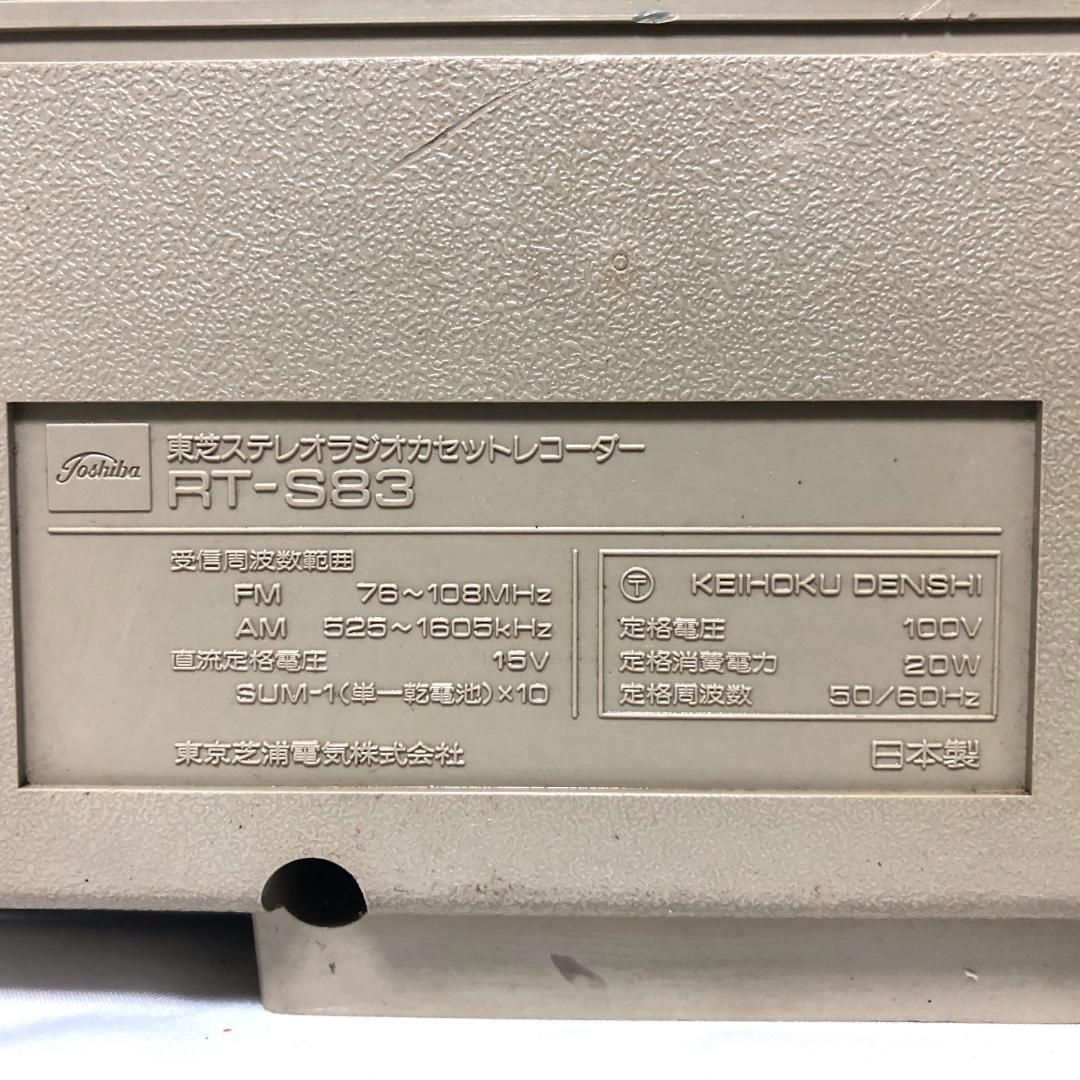 Toshiba
東芝ステレオラジオカセットレコーダー
RT-S83
受信周波数範囲
FM 76~108MHz
AM 525~1605kHz
直流定格電圧 15V
SUM-1(単一乾電池)×10
〒 KEIHOKU DENSHI
定格電圧 100V
定格消費電力 20W
定格周波数 50/60Hz
東京芝浦電気株式会社
日本製